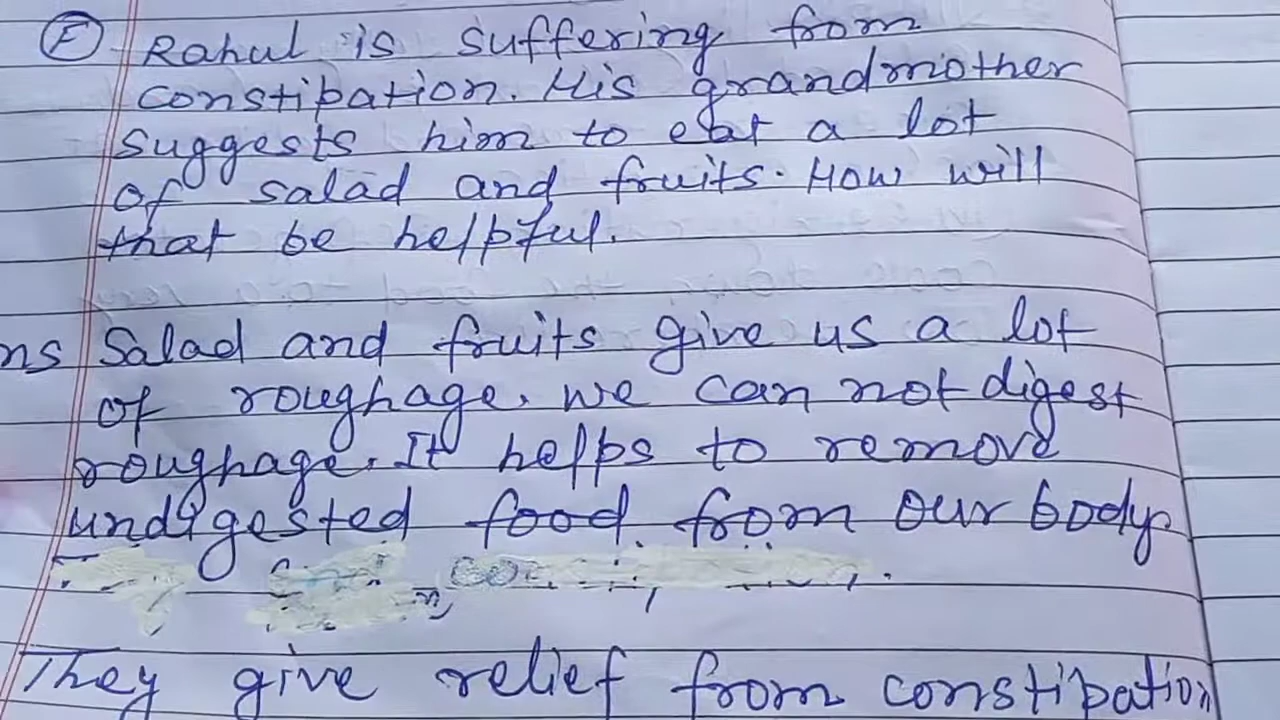 F Rahul is suffering from
constipation. His grandmother
suggests him to eat a lot
of salad and fruits. How will
that be helpful.
ns Salad and fruits give us a lot
of roughage. we can not digest
roughage. It helps to remove
undigested food from our body.
They give relief from constipation